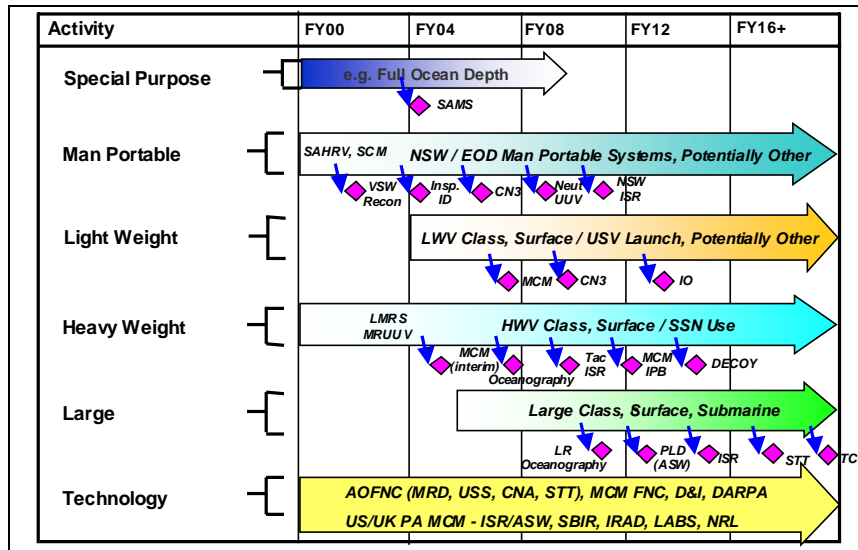 Activity FY00 FY04 FY08 FY12 FY16+
Special Purpose
e.g. Full Ocean Depth
SAMS
Man Portable
SAHRV, SCM
NSW / EOD Man Portable Systems, Potentially Other
VSW
Recon
Insp.
ID
CN3
Neut
UUV
NSW
ISR
Light Weight
LWV Class, Surface / USV Launch, Potentially Other
MCM
CN3
IO
Heavy Weight
LMRS
MRUUV
HWV Class, Surface / SSN Use
MCM
(interim)
Oceanography
Tac
ISR
MCM
IPB
DECOY
Large
Large Class, Surface, Submarine
LR
Oceanography
PLD
(ASW)
ISR
STT
TC
Technology
AOFNC (MRD, USS, CNA, STT), MCM FNC, D&I, DARPA
US/UK PA MCM - ISR/ASW, SBIR, IRAD, LABS, NRL